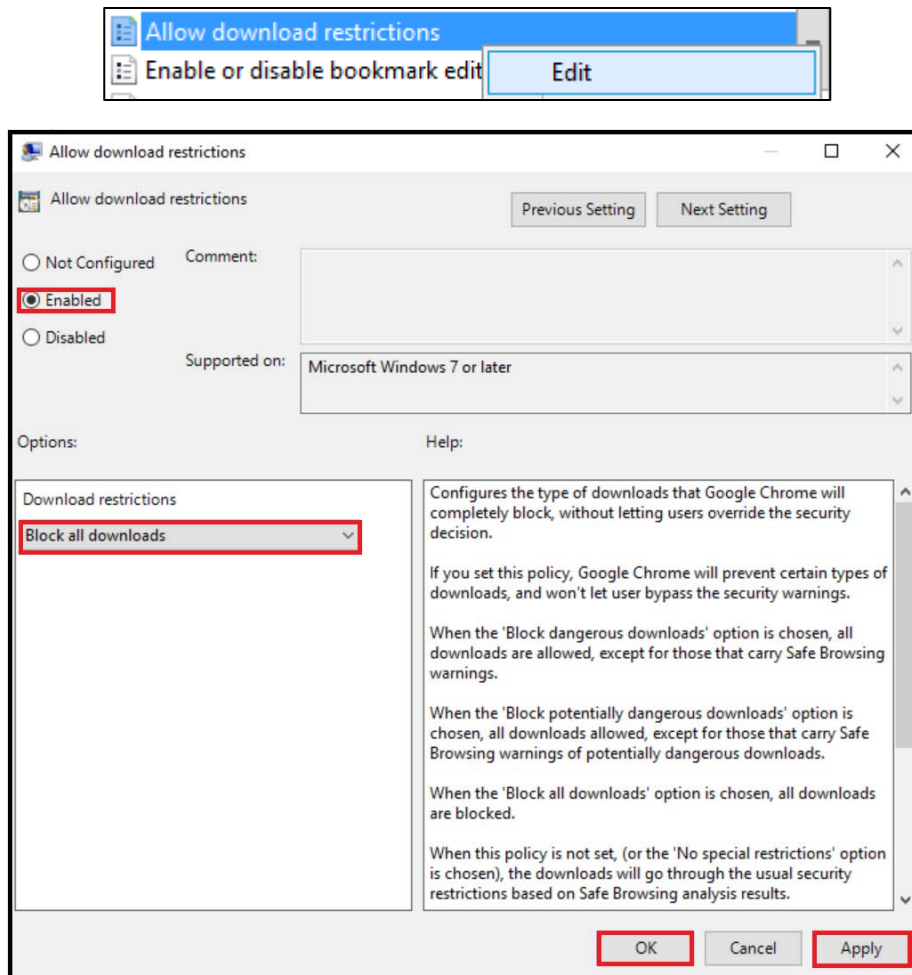 Allow download restrictions
Enable or disable bookmark edit
Edit
Allow download restrictions
Allow download restrictions
Previous Setting
Next Setting
Not Configured
Comment:
Enabled
Disabled
Supported on:
Microsoft Windows 7 or later
Options:
Help:
Download restrictions
Block all downloads
Configures the type of downloads that Google Chrome will
completely block, without letting users override the security
decision.
If you set this policy, Google Chrome will prevent certain types of
downloads, and won't let user bypass the security warnings.
When the 'Block dangerous downloads' option is chosen, all
downloads are allowed, except for those that carry Safe Browsing
warnings.
When the 'Block potentially dangerous downloads' option is
chosen, all downloads allowed, except for those that carry Safe
Browsing warnings of potentially dangerous downloads.
When the 'Block all downloads' option is chosen, all downloads
are blocked.
When this policy is not set, (or the 'No special restrictions' option
is chosen), the downloads will go through the usual security
restrictions based on Safe Browsing analysis results.
OK
Cancel
Apply